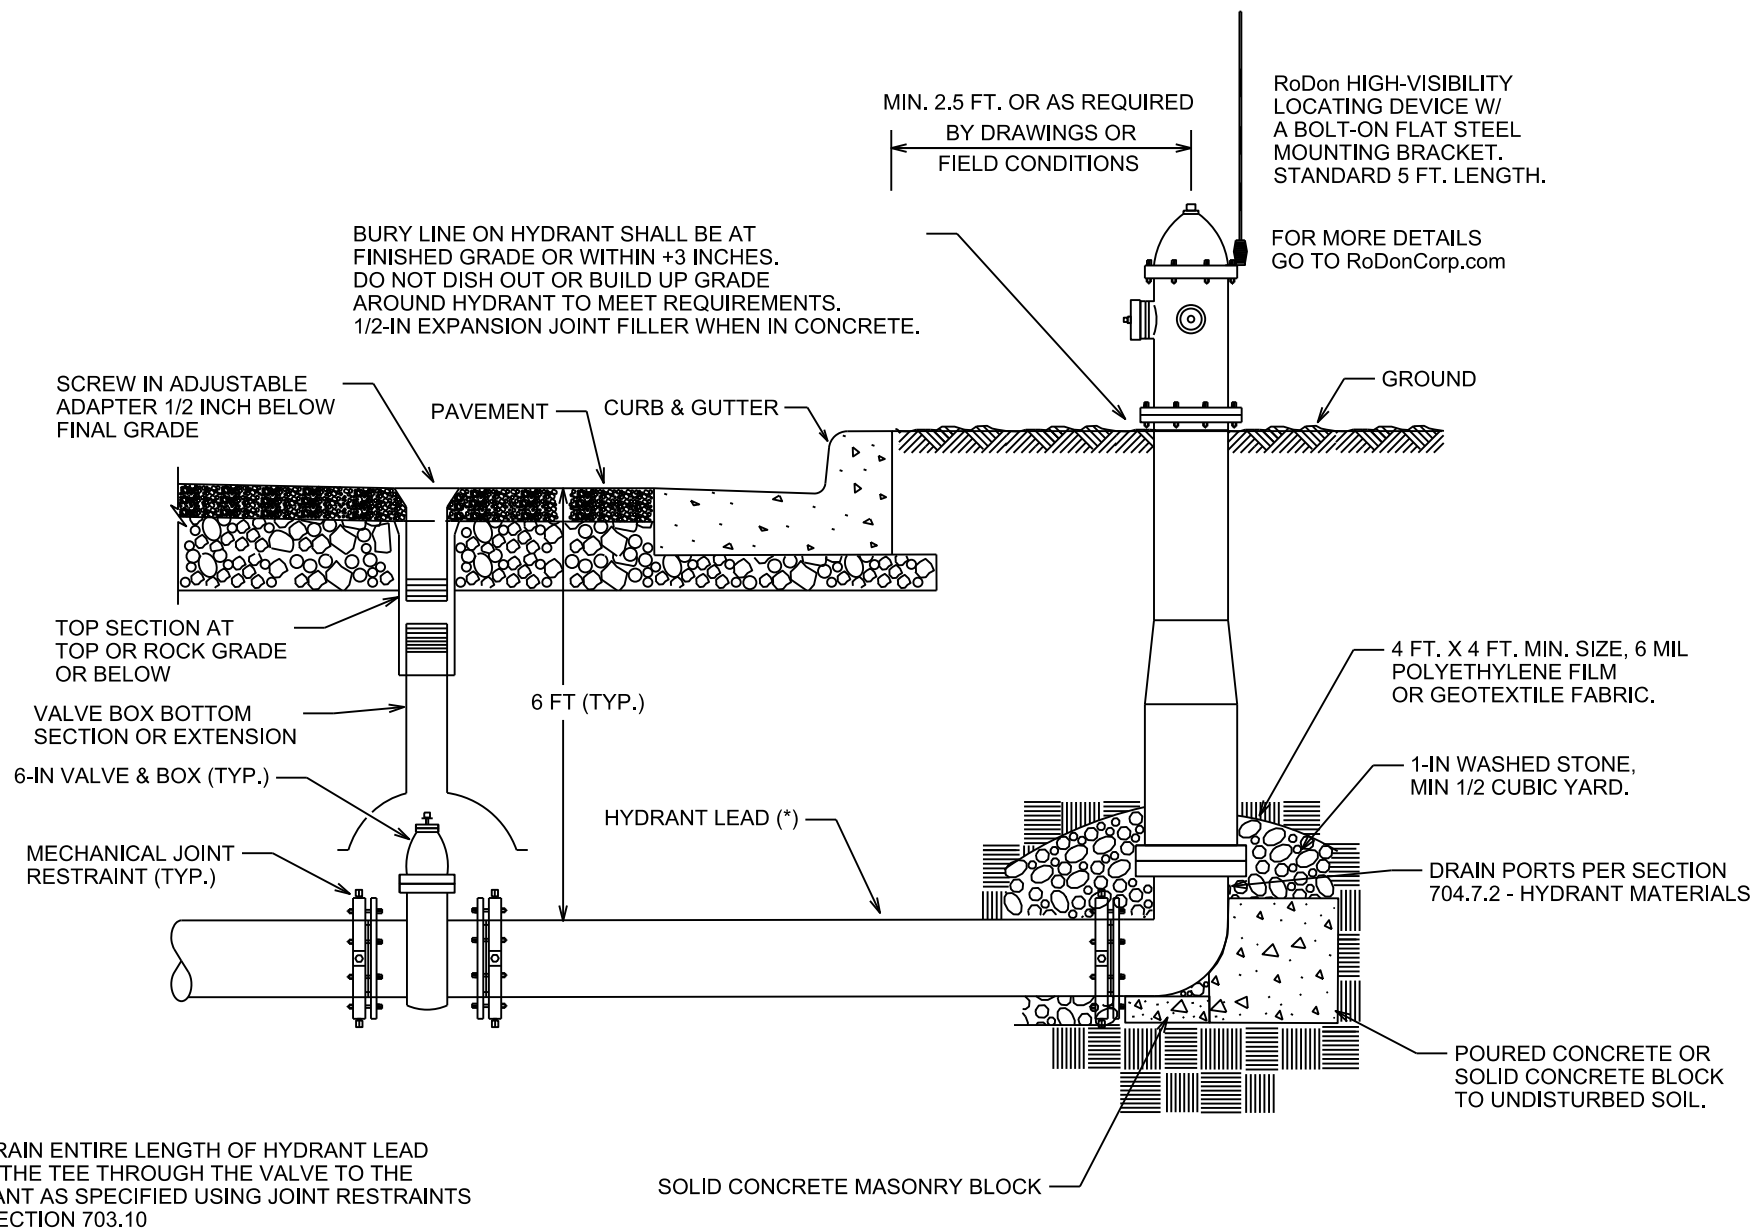 MIN. 2.5 FT. OR AS REQUIRED
BY DRAWINGS OR
FIELD CONDITIONS
RoDon HIGH-VISIBILITY
LOCATING DEVICE W/
A BOLT-ON FLAT STEEL
MOUNTING BRACKET.
STANDARD 5 FT. LENGTH.
FOR MORE DETAILS
GO TO RoDonCorp.com
BURY LINE ON HYDRANT SHALL BE AT
FINISHED GRADE OR WITHIN +3 INCHES.
DO NOT DISH OUT OR BUILD UP GRADE
AROUND HYDRANT TO MEET REQUIREMENTS.
1/2-IN EXPANSION JOINT FILLER WHEN IN CONCRETE.
SCREW IN ADJUSTABLE
ADAPTER 1/2 INCH BELOW
FINAL GRADE
PAVEMENT
CURB & GUTTER
GROUND
TOP SECTION AT
TOP OR ROCK GRADE
OR BELOW
VALVE BOX BOTTOM
SECTION OR EXTENSION
6-IN VALVE & BOX (TYP.)
MECHANICAL JOINT
RESTRAINT (TYP.)
6 FT (TYP.)
HYDRANT LEAD (*)
4 FT. X 4 FT. MIN. SIZE, 6 MIL
POLYETHYLENE FILM
OR GEOTEXTILE FABRIC.
1-IN WASHED STONE,
MIN 1/2 CUBIC YARD.
DRAIN PORTS PER SECTION
704.7.2 - HYDRANT MATERIALS
POURED CONCRETE OR
SOLID CONCRETE BLOCK
TO UNDISTURBED SOIL.
SOLID CONCRETE MASONRY BLOCK
RAIN ENTIRE LENGTH OF HYDRANT LEAD
THE TEE THROUGH THE VALVE TO THE
ANT AS SPECIFIED USING JOINT RESTRAINTS
ECTION 703.10